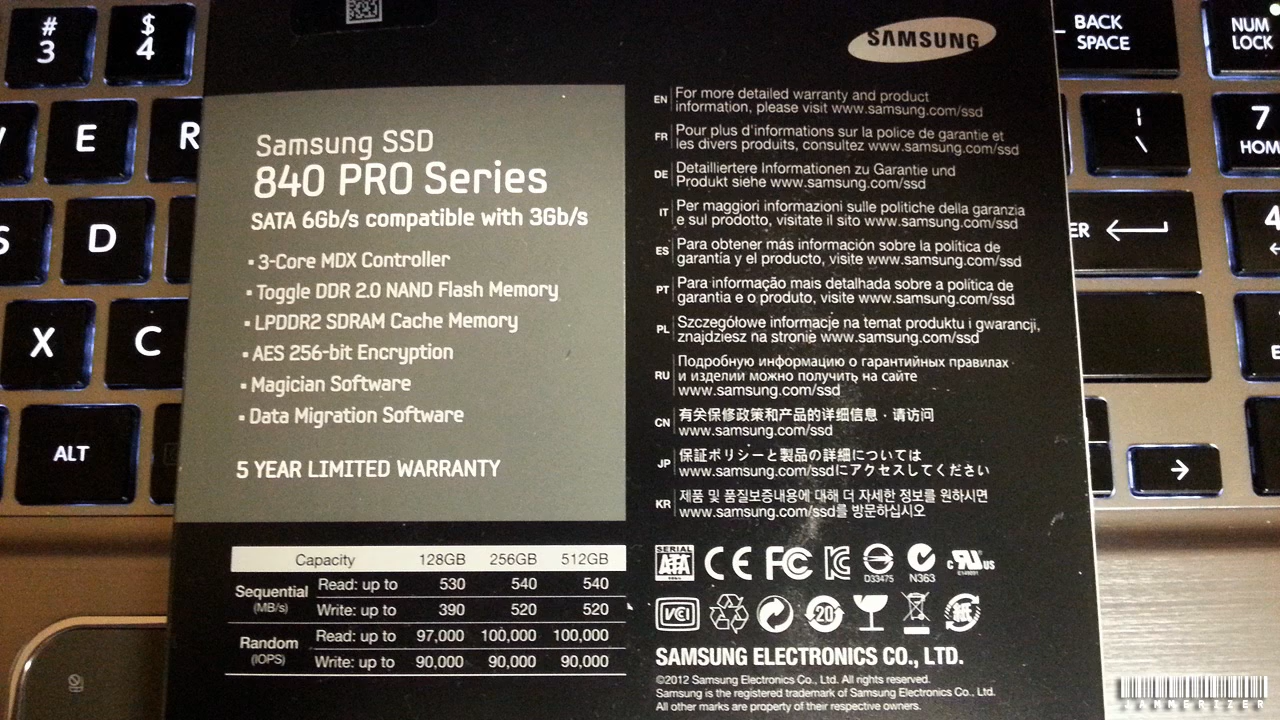 # 3
$ 4
BACK SPACE
NUM LOCK
E
R
7 HOME
D
X
C
ALT
SAMSUNG
Samsung SSD
840 PRO Series
SATA 6Gb/s compatible with 3Gb/s
▪ 3-Core MDX Controller
▪ Toggle DDR 2.0 NAND Flash Memory
▪ LPDDR2 SDRAM Cache Memory
▪ AES 256-bit Encryption
▪ Magician Software
▪ Data Migration Software
5 YEAR LIMITED WARRANTY
Capacity 128GB 256GB 512GB
Sequential (MB/s) Read: up to 530 540 540
Write: up to 390 520 520
Random (IOPS) Read: up to 97,000 100,000 100,000
Write: up to 90,000 90,000 90,000
EN For more detailed warranty and product
information, please visit www.samsung.com/ssd
FR Pour plus d'informations sur la police de garantie et
les divers produits, consultez www.samsung.com/ssd
DE Detailliertere Informationen zu Garantie und
Produkt siehe www.samsung.com/ssd
IT Per maggiori informazioni sulle politiche della garanzia
e sul prodotto, visitate il sito www.samsung.com/ssd
ES Para obtener más información sobre la política de
garantía y el producto, visite www.samsung.com/ssd
PT Para informação mais detalhada sobre a política de
garantia e o produto, visite www.samsung.com/ssd
PL Szczegółowe informacje na temat produktu i gwarancji,
znajdziesz na stronie www.samsung.com/ssd
RU Подробную информацию о гарантийных правилах
и изделии можно получить на сайте
www.samsung.com/ssd
CN 有关保修政策和产品的详细信息，请访问
www.samsung.com/ssd
JP 保証ポリシーと製品の詳細については
www.samsung.com/ssdにアクセスしてください
KR 제품 및 품질보증내용에 대해 더 자세한 정보를 원하시면
www.samsung.com/ssd를 방문하십시오
SERIAL ATA CE FC D33475 N363 c RU US
VCI 20 紙
SAMSUNG ELECTRONICS CO., LTD.
©2012 Samsung Electronics Co., Ltd. All rights reserved.
Samsung is the registered trademark of Samsung Electronics Co., Ltd.
All other marks are property of their respective owners.
JAMMERIZER